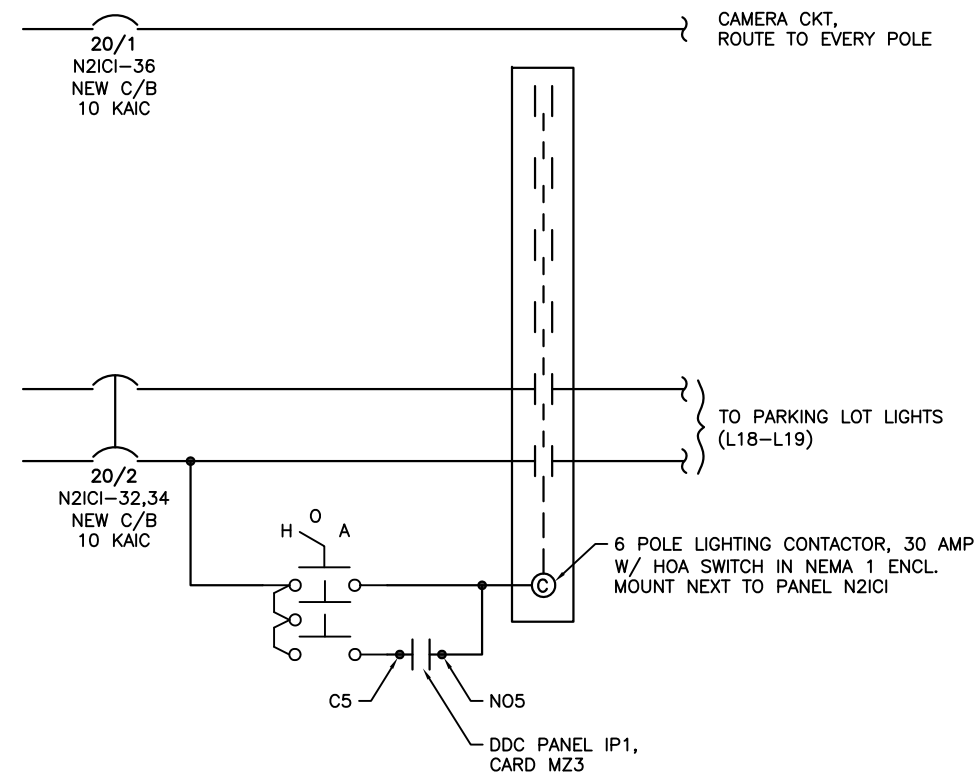 CAMERA CKT,
ROUTE TO EVERY POLE
20/1
N2ICI-36
NEW C/B
10 KAIC
TO PARKING LOT LIGHTS
(L18-L19)
20/2
N2ICI-32,34
NEW C/B
10 KAIC
H O A
6 POLE LIGHTING CONTACTOR, 30 AMP
W/ HOA SWITCH IN NEMA 1 ENCL.
MOUNT NEXT TO PANEL N2ICI
C
C5
NO5
DDC PANEL IP1,
CARD MZ3